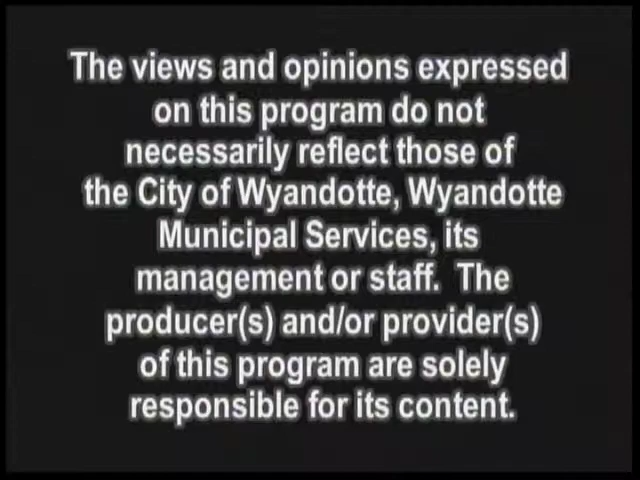 The views and opinions expressed
on this program do not
necessarily reflect those of
the City of Wyandotte, Wyandotte
Municipal Services, its
management or staff.  The
producer(s) and/or provider(s)
of this program are solely
responsible for its content.